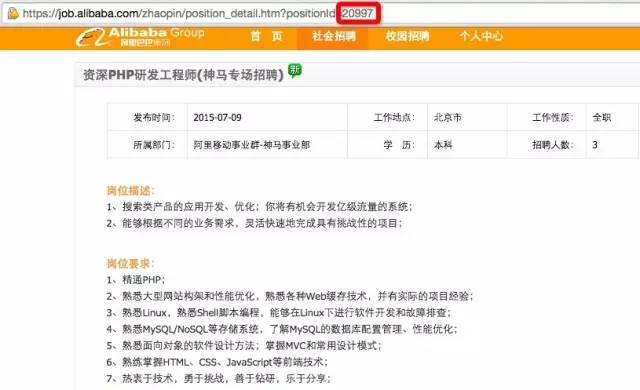 https://job.alibaba.com/zhaopin/position_detail.htm?positionId=20997
Alibaba Group
阿里巴巴集团
首 页 社会招聘 校园招聘 个人中心
资深PHP研发工程师(神马专场招聘) 新
发布时间： 2015-07-09 工作地点： 北京市 工作性质： 全职
所属部门： 阿里移动事业群-神马事业部 学 历： 本科 招聘人数： 3
岗位描述：
1、搜索类产品的应用开发、优化；你将有机会开发亿级流量的系统；
2、能够根据不同的业务需求，灵活快速地完成具有挑战性的项目；
岗位要求：
1、精通PHP；
2、熟悉大型网站构架和性能优化，熟悉各种Web缓存技术，并有实际的项目经验；
3、熟悉Linux，熟悉Shell脚本编程，能够在Linux下进行软件开发和故障排查；
4、熟悉MySQL/NoSQL等存储系统，了解MySQL的数据库配置管理、性能优化；
5、熟悉面向对象的软件设计方法；掌握MVC和常用设计模式；
6、熟练掌握HTML、CSS、JavaScript等前端技术；
7、热衷于技术，勇于挑战，善于钻研，乐于分享；